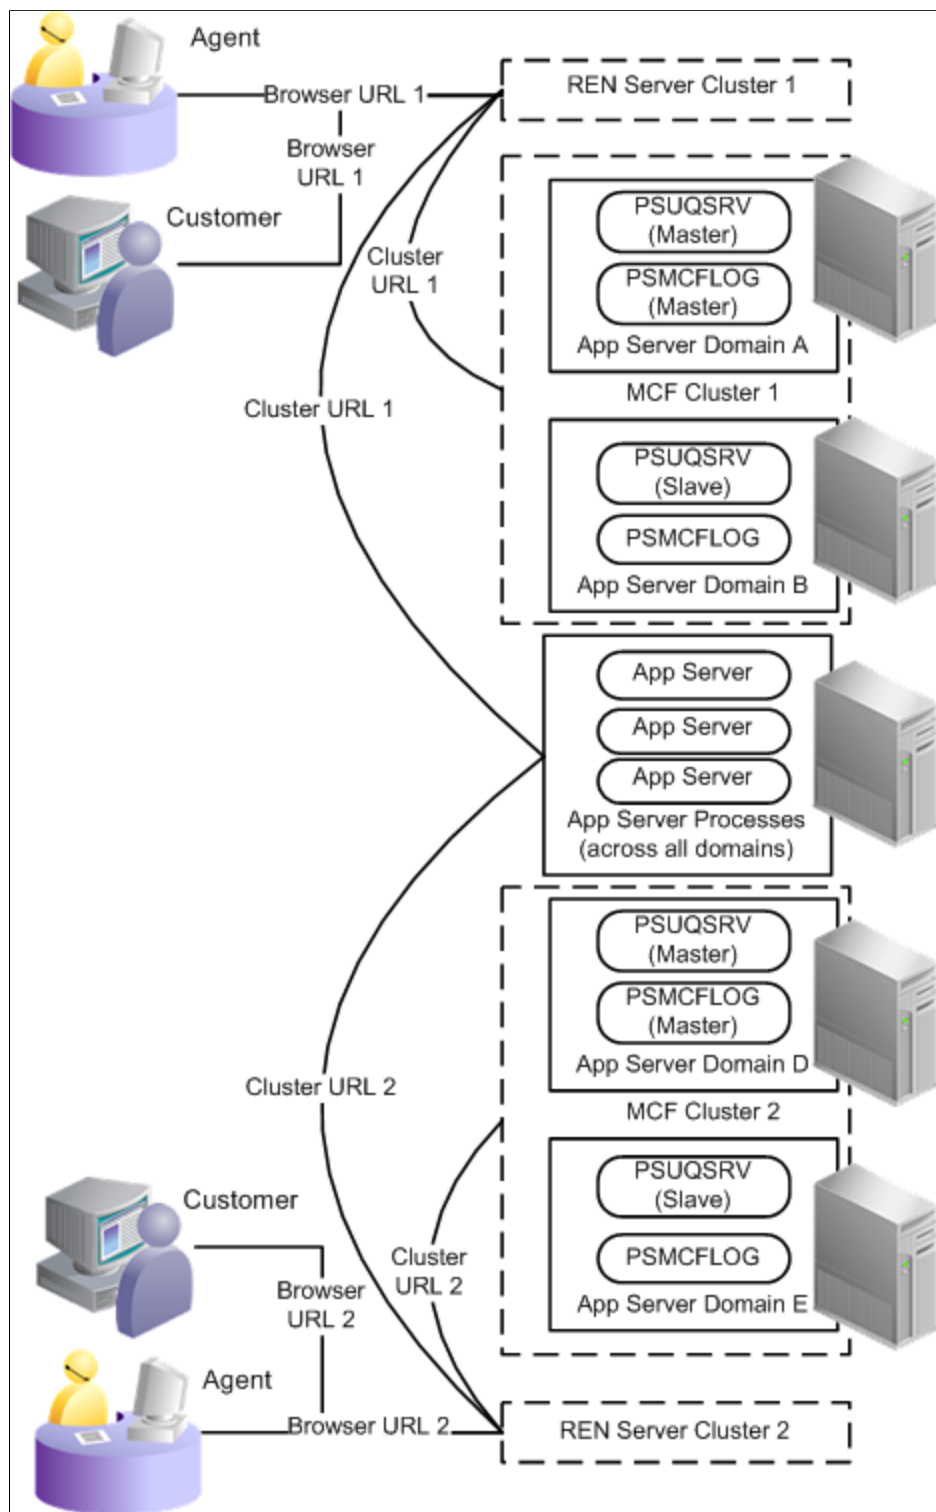 Agent
Browser URL 1
REN Server Cluster 1
Browser
URL 1
Customer
Cluster
URL 1
PSUQSRV
(Master)
PSMCFLOG
(Master)
App Server Domain A
MCF Cluster 1
Cluster URL 1
PSUQSRV
(Slave)
PSMCFLOG
App Server Domain B
App Server
App Server
App Server
App Server Processes
(across all domains)
PSUQSRV
(Master)
PSMCFLOG
(Master)
App Server Domain D
Cluster URL 2
MCF Cluster 2
PSUQSRV
(Slave)
PSMCFLOG
App Server Domain E
Customer
Cluster
URL 2
Browser
URL 2
Agent
Browser URL 2
REN Server Cluster 2